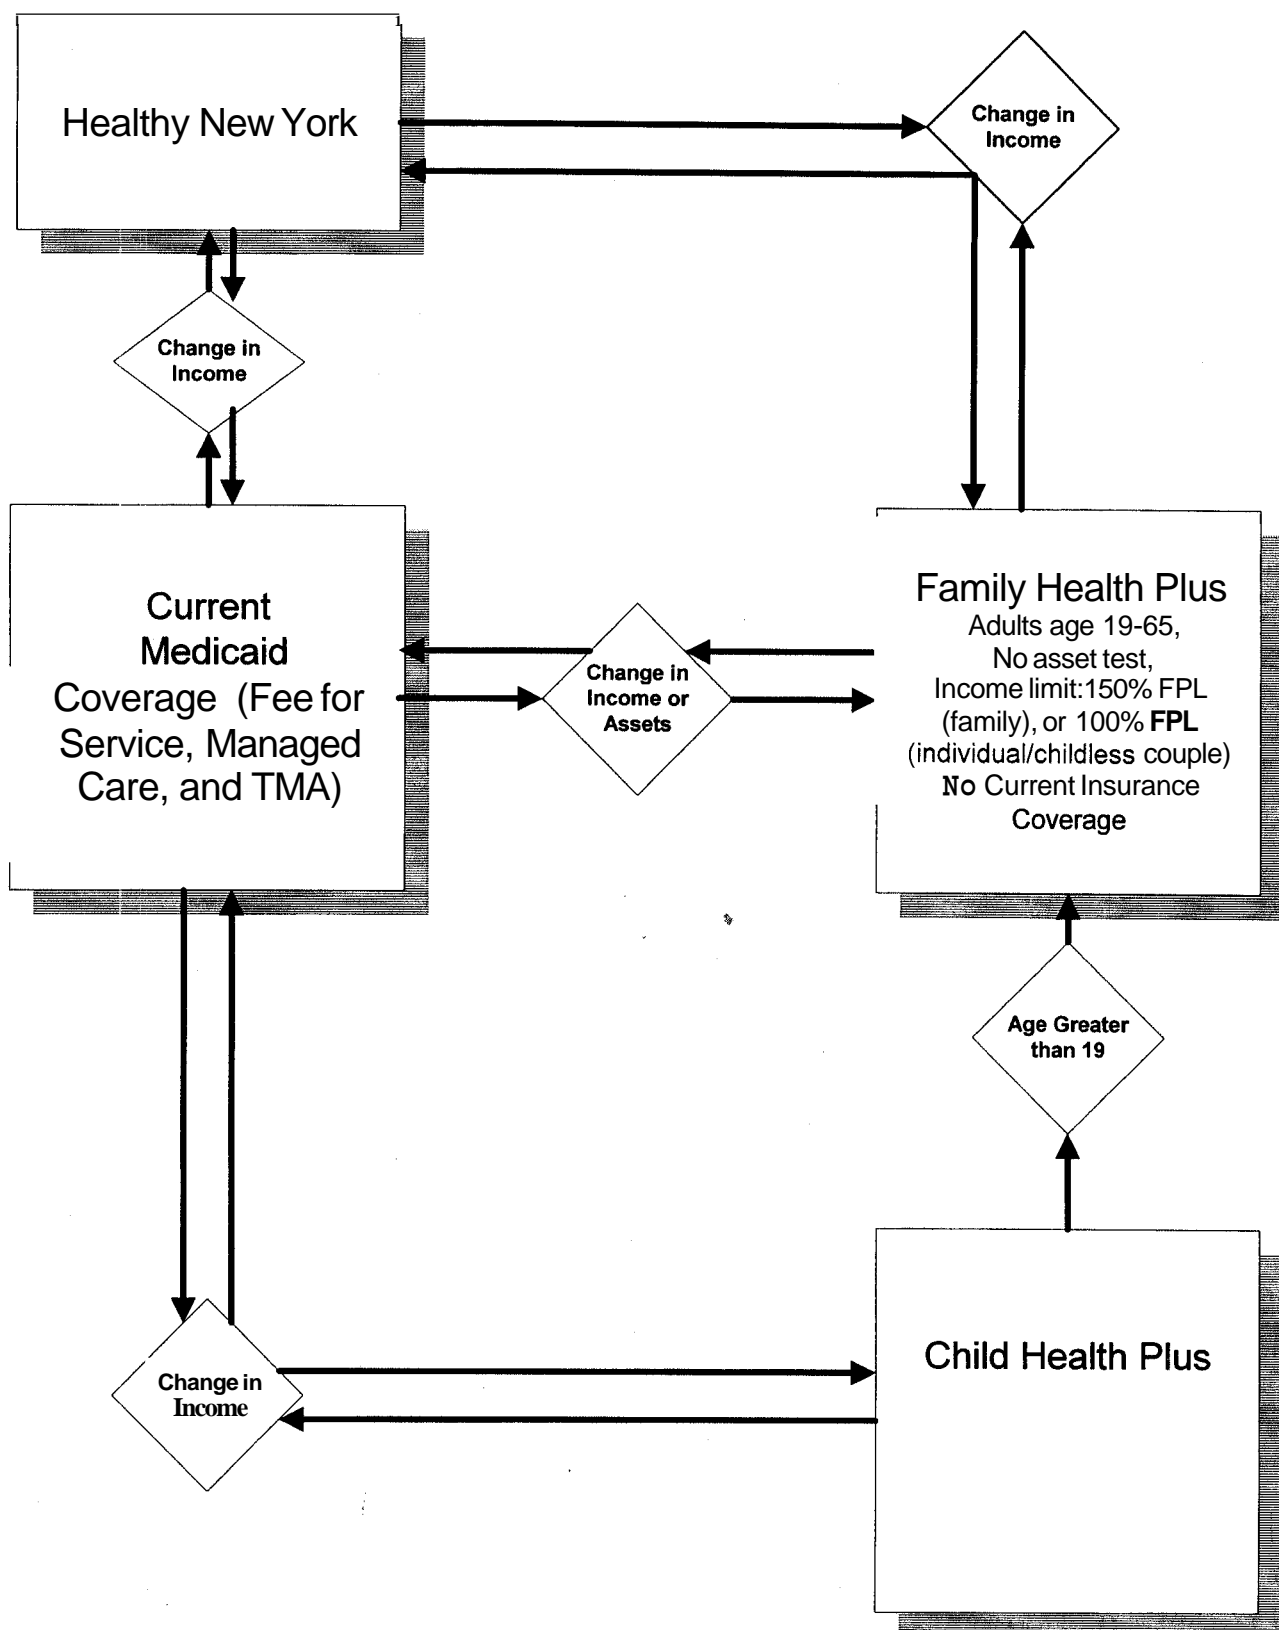 Healthy New York
Change in
Income
Change in
Income
Current
Medicaid
Coverage (Fee for
Service, Managed
Care, and TMA)
Change in
Income or
Assets
Family Health Plus
Adults age 19-65,
No asset test,
Income limit:150% FPL
(family), or 100% FPL
(individual/childless couple)
No Current Insurance
Coverage
Age Greater
than 19
Change in
Income
Child Health Plus